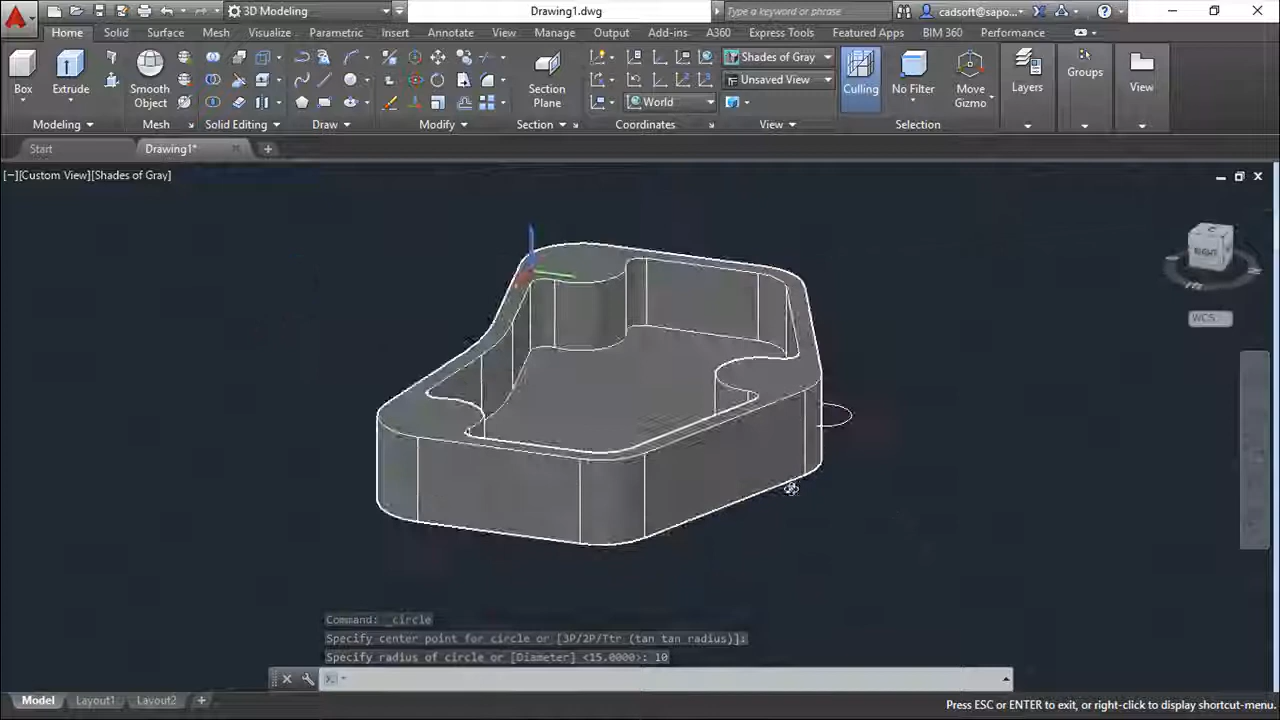 3D Modeling
Drawing1.dwg
Type a keyword or phrase
cadsoft@sapo...
Home Solid Surface Mesh Visualize Parametric Insert Annotate View Manage Output Add-ins A360 Express Tools Featured Apps BIM 360 Performance
Box
Extrude
Smooth Object
Section Plane
World
Shades of Gray
Unsaved View
Culling
No Filter
Move Gizmo
Layers
Groups
View
Modeling Mesh Solid Editing Draw Modify Section Coordinates View Selection
Start Drawing1* +
[−][Custom View][Shades of Gray]
WCS
Command: _circle
Specify center point for circle or [3P/2P/Ttr (tan tan radius)]:
Specify radius of circle or [Diameter] <15.0000>: 10
Model Layout1 Layout2 +
Press ESC or ENTER to exit, or right-click to display shortcut-menu.